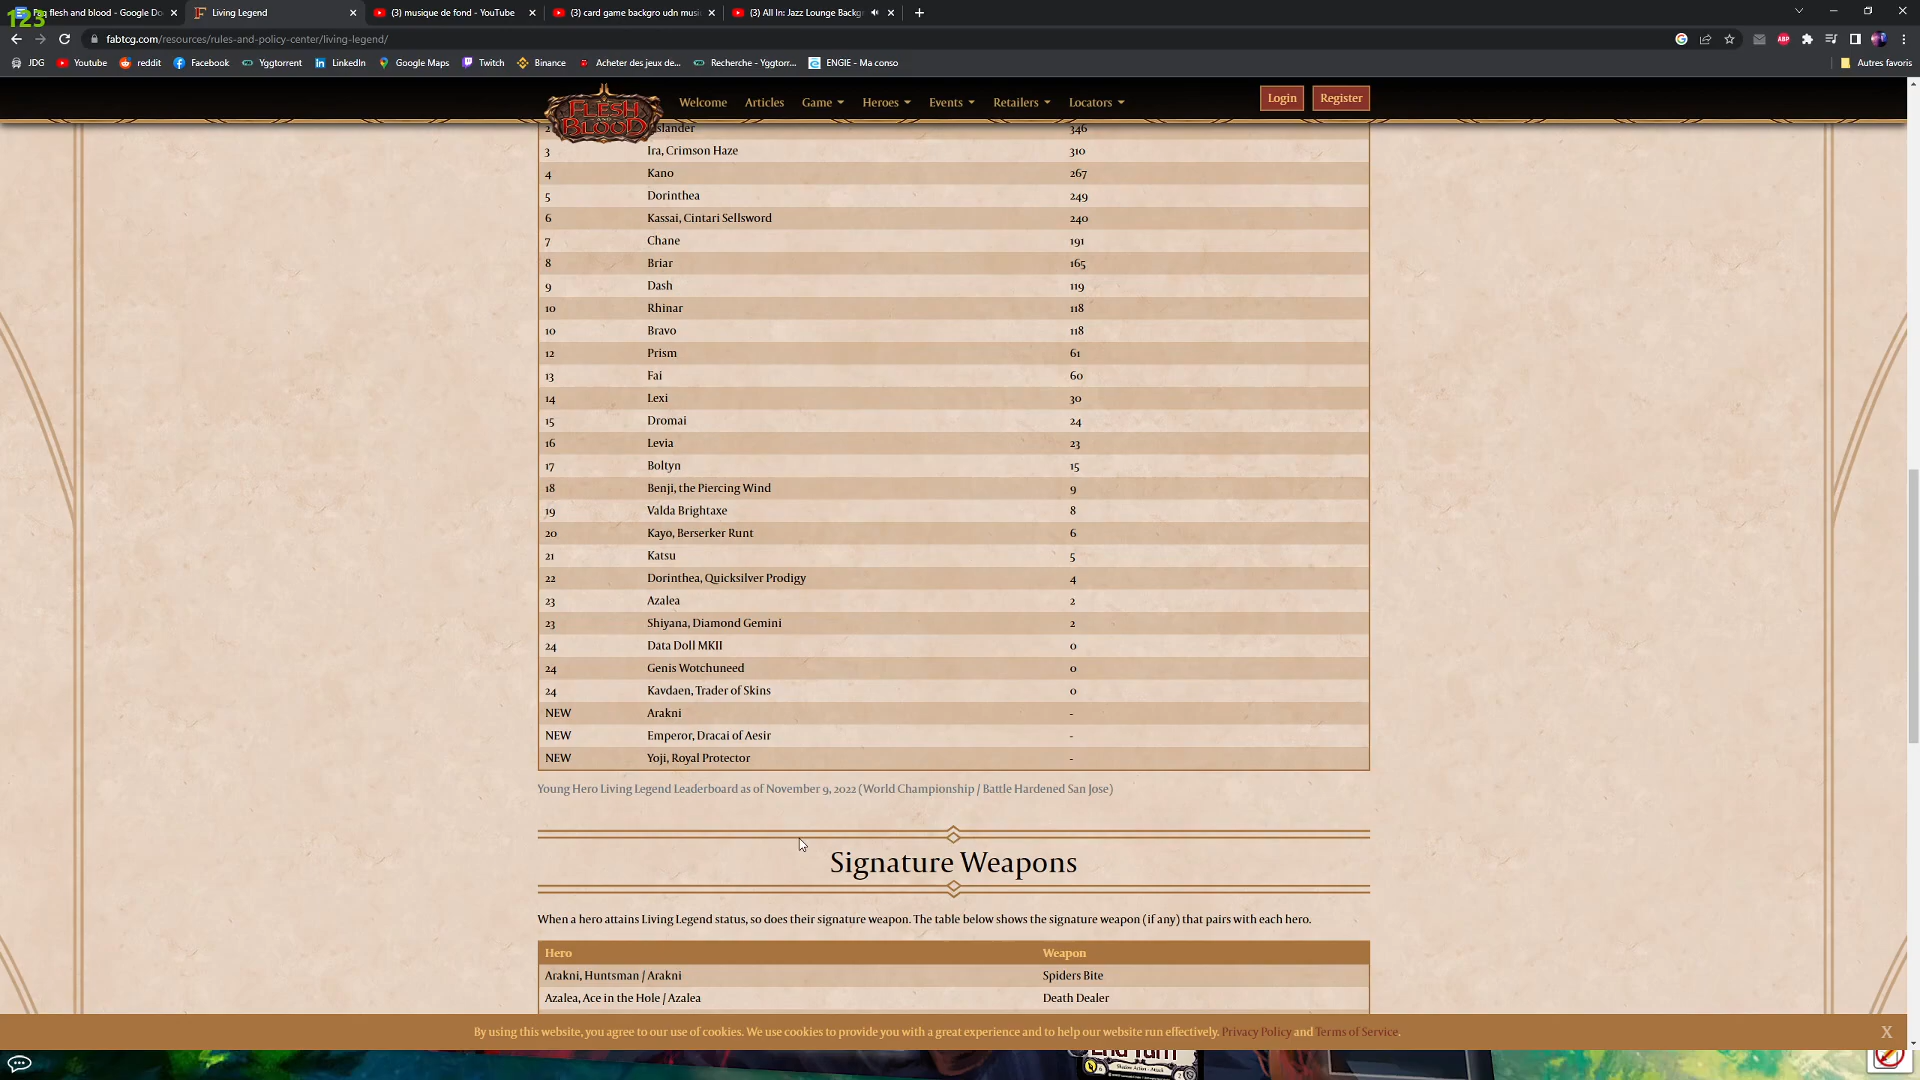 123
Faq flesh and blood - Google Do
Living Legend
(3) musique de fond - YouTube
(3) card game backgro udn musi
(3) All In: Jazz Lounge Backgr
fabtcg.com/resources/rules-and-policy-center/living-legend/
JDG Youtube reddit Facebook Yggtorrent LinkedIn Google Maps Twitch Binance Acheter des jeux de... Recherche - Yggtorr... ENGIE - Ma conso Autres favoris
FLESH AND BLOOD
Welcome Articles Game Heroes Events Retailers Locators Login Register
2 Islander 346
3 Ira, Crimson Haze 310
4 Kano 267
5 Dorinthea 249
6 Kassai, Cintari Sellsword 240
7 Chane 191
8 Briar 165
9 Dash 119
10 Rhinar 118
10 Bravo 118
12 Prism 61
13 Fai 60
14 Lexi 30
15 Dromai 24
16 Levia 23
17 Boltyn 15
18 Benji, the Piercing Wind 9
19 Valda Brightaxe 8
20 Kayo, Berserker Runt 6
21 Katsu 5
22 Dorinthea, Quicksilver Prodigy 4
23 Azalea 2
23 Shiyana, Diamond Gemini 2
24 Data Doll MKII 0
24 Genis Wotchuneed 0
24 Kavdaen, Trader of Skins 0
NEW Arakni -
NEW Emperor, Dracai of Aesir -
NEW Yoji, Royal Protector -
Young Hero Living Legend Leaderboard as of November 9, 2022 (World Championship / Battle Hardened San Jose)
Signature Weapons
When a hero attains Living Legend status, so does their signature weapon. The table below shows the signature weapon (if any) that pairs with each hero.
Hero Weapon
Arakni, Huntsman / Arakni Spiders Bite
Azalea, Ace in the Hole / Azalea Death Dealer
By using this website, you agree to our use of cookies. We use cookies to provide you with a great experience and to help our website run effectively. Privacy Policy and Terms of Service. X
End Turn